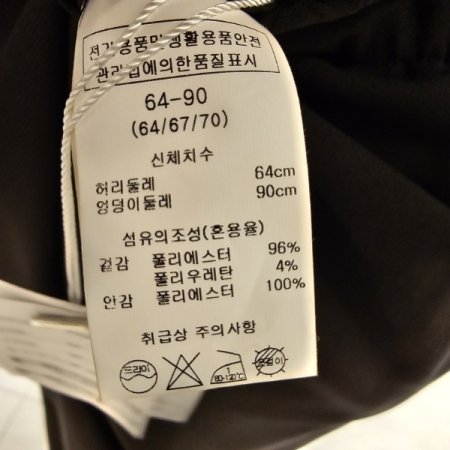 전기용품및생활용품안전
관리법에의한품질표시
64-90
(64/67/70)
신체치수
허리둘레 64cm
엉덩이둘레 90cm
섬유의조성(혼용율)
겉감 폴리에스터 96%
폴리우레탄 4%
안감 폴리에스터 100%
취급상 주의사항
드라이
1
80-120℃